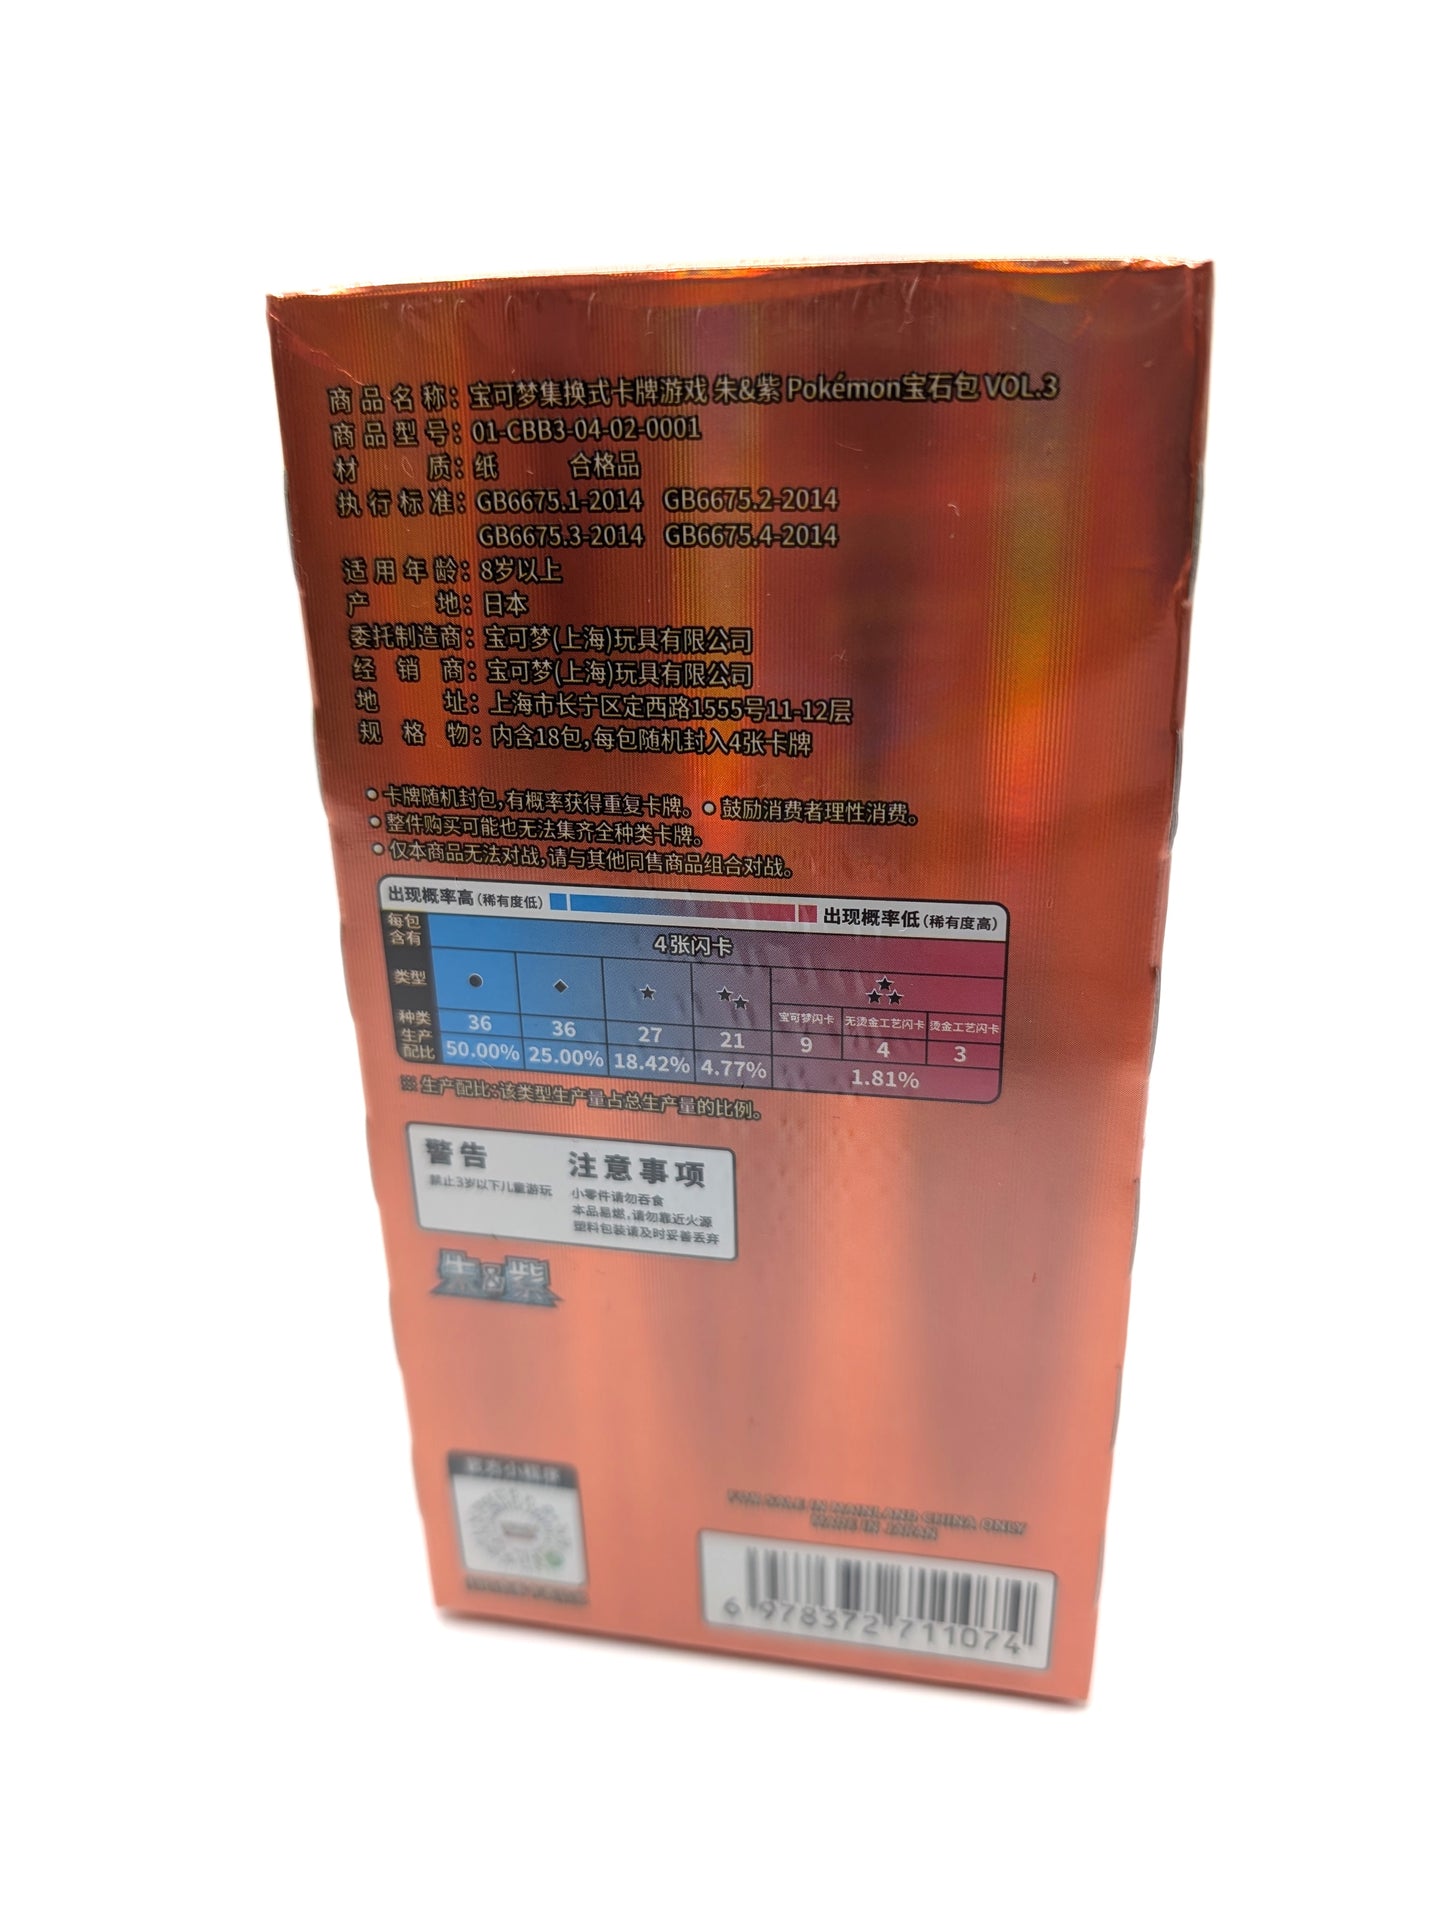 商品名称：宝可梦集换式卡牌游戏 朱&紫 Pokémon宝石包 VOL.3
商品型号：01-CBB3-04-02-0001
材质：纸 合格品
执行标准：GB6675.1-2014 GB6675.2-2014
GB6675.3-2014 GB6675.4-2014
适用年龄：8岁以上
产地：日本
委托制造商：宝可梦(上海)玩具有限公司
经销商：宝可梦(上海)玩具有限公司
地址：上海市长宁区定西路1555号11-12层
规格物：内含18包,每包随机封入4张卡牌
●卡牌随机封包,有概率获得重复卡牌。 ●鼓励消费者理性消费。
●整件购买可能也无法集齐全种类卡牌。
●仅本商品无法对战,请与其他同售商品组合对战。
出现概率高(稀有度低) 出现概率低(稀有度高)
每包含有 4张闪卡
类型 ● ◆ ★ ★★ ★★★
宝可梦闪卡 无烫金工艺闪卡 烫金工艺闪卡
种类 36 36 27 21 9 4 3
生产配比 50.00% 25.00% 18.42% 4.77% 1.81%
※生产配比:该类型生产量占总生产量的比例。
警告
禁止3岁以下儿童游玩
注意事项
小零件请勿吞食
本品易燃,请勿靠近火源
塑料包装请及时妥善丢弃
朱&紫
FOR SALE IN MAINLAND CHINA ONLY
MADE IN JAPAN
6 978372 711074